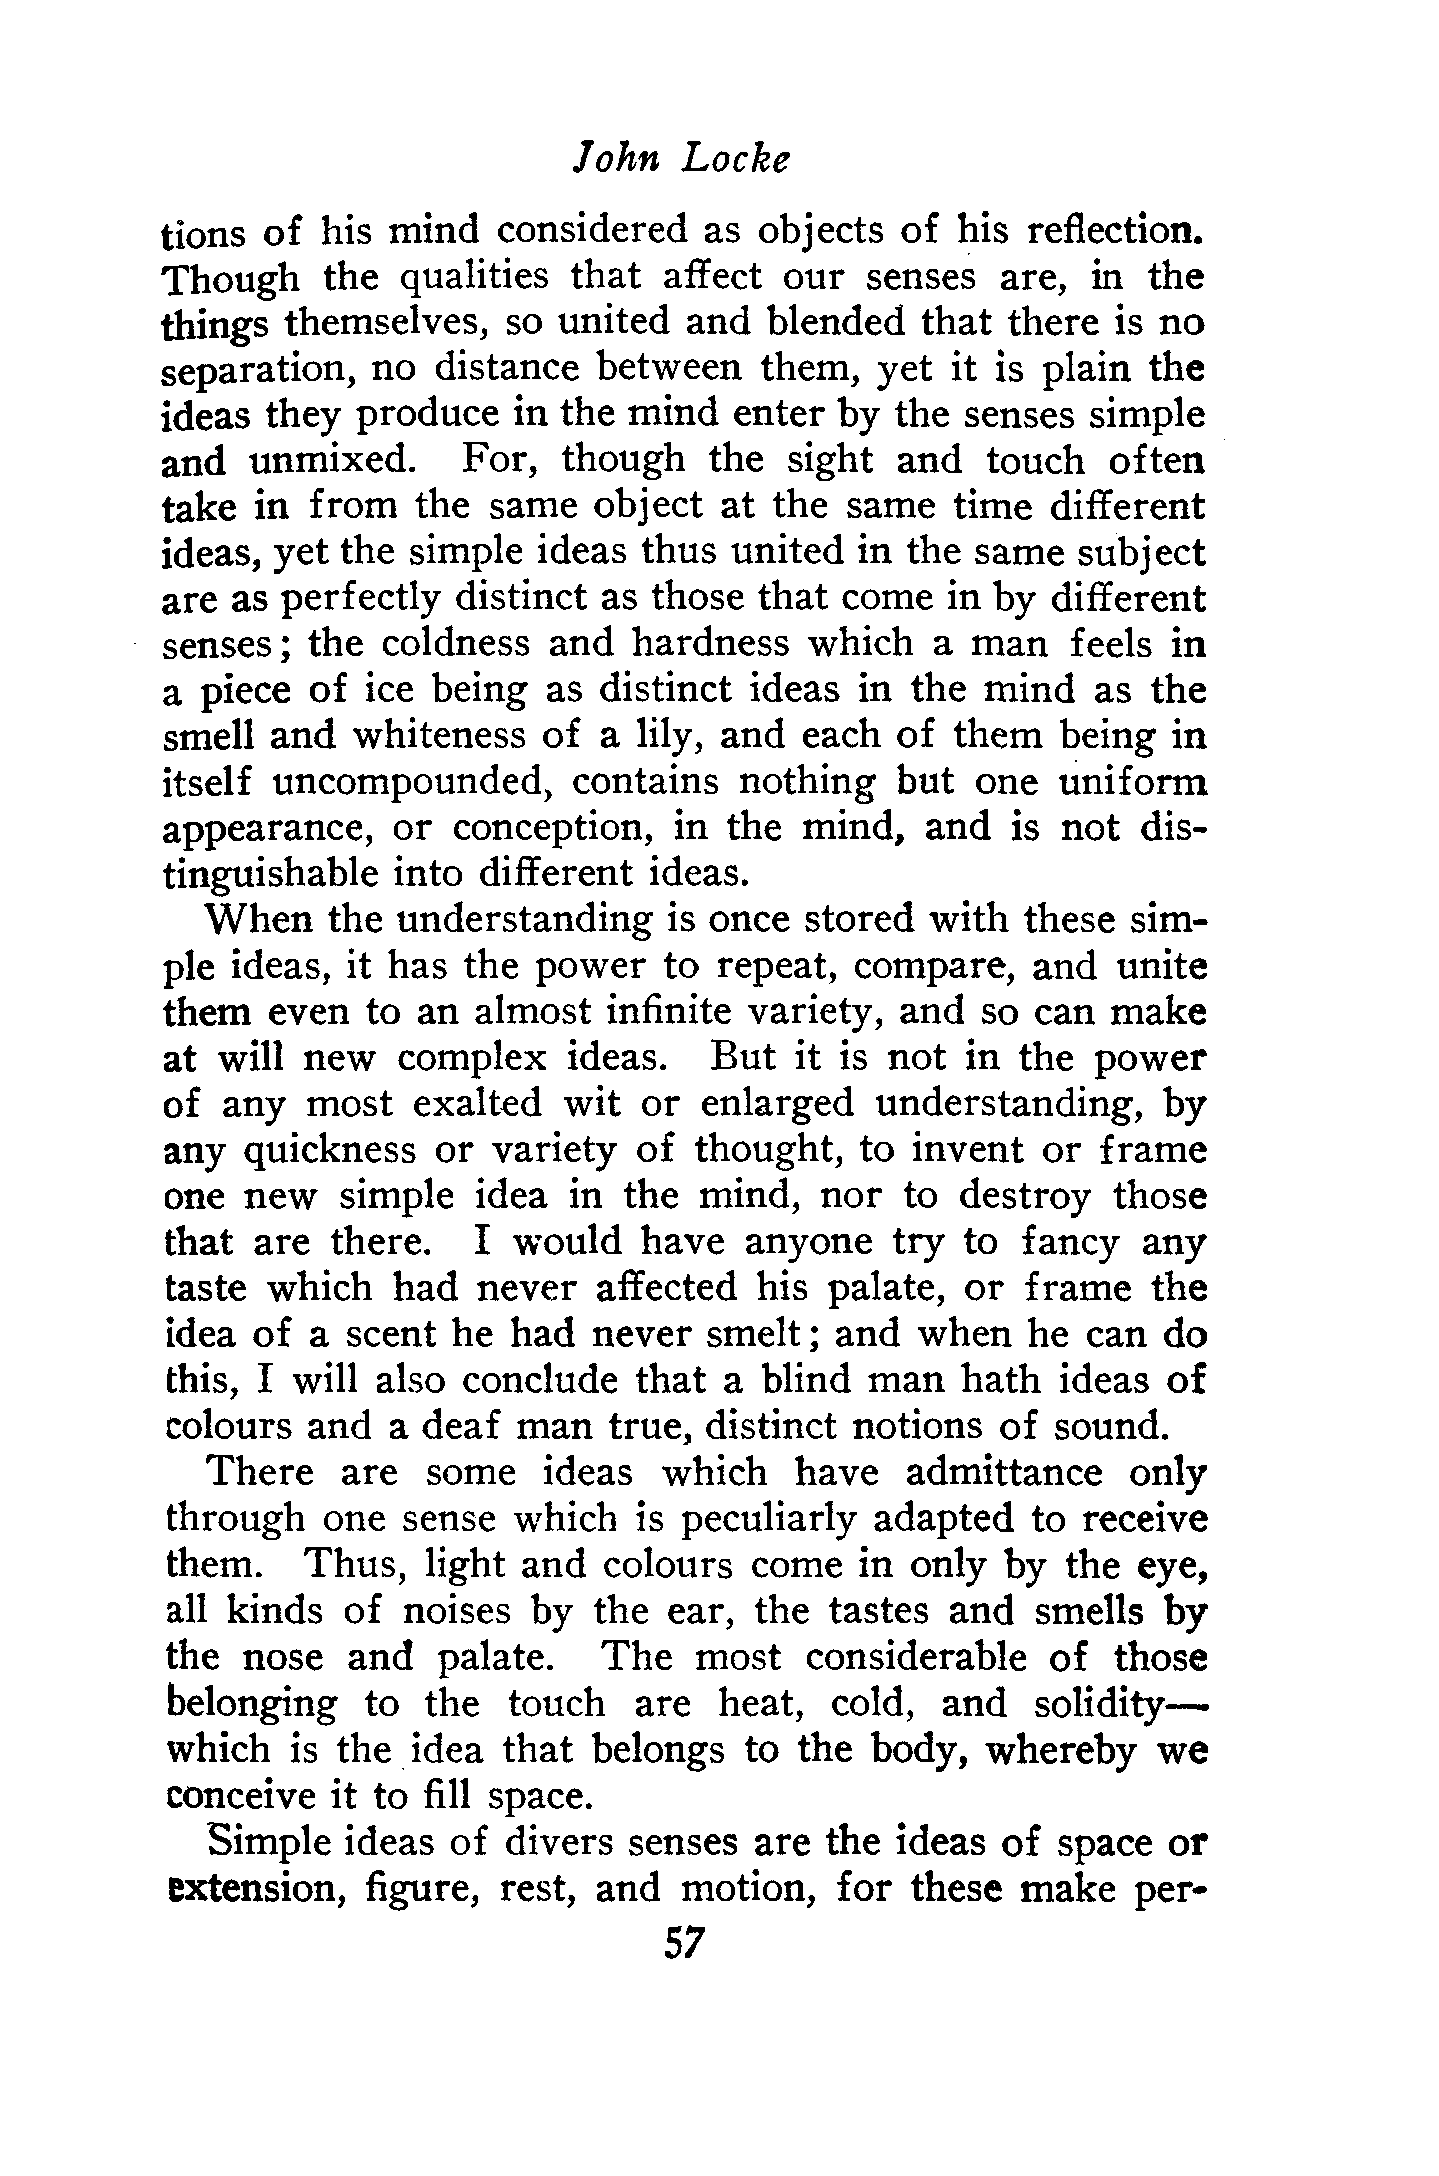 John Locke
tions of his mind considered as objects of his reflection.
Though the qualities that affect our senses are, in the
things themselves, so united and blended that there is no
separation, no distance between them, yet it is plain the
ideas they produce in the mind enter by the senses simple
and unmixed. For, though the sight and touch often
take in from the same object at the same time different
ideas, yet the simple ideas thus united in the same subject
are as perfectly distinct as those that come in by different
senses; the coldness and hardness which a man feels in
a piece of ice being as distinct ideas in the mind as the
smell and whiteness of a lily, and each of them being in
itself uncompounded, contains nothing but one uniform
appearance, or conception, in the mind, and is not dis-
tinguishable into different ideas.
When the understanding is once stored with these sim-
ple ideas, it has the power to repeat, compare, and unite
them even to an almost infinite variety, and so can make
at will new complex ideas. But it is not in the power
of any most exalted wit or enlarged understanding, by
any quickness or variety of thought, to invent or frame
one new simple idea in the mind, nor to destroy those
that are there. I would have anyone try to fancy any
taste which had never affected his palate, or frame the
idea of a scent he had never smelt; and when he can do
this, I will also conclude that a blind man hath ideas of
colours and a deaf man true, distinct notions of sound.
There are some ideas which have admittance only
through one sense which is peculiarly adapted to receive
them. Thus, light and colours come in only by the eye,
all kinds of noises by the ear, the tastes and smells by
the nose and palate. The most considerable of those
belonging to the touch are heat, cold, and solidity—
which is the idea that belongs to the body, whereby we
conceive it to fill space.
Simple ideas of divers senses are the ideas of space or
extension, figure, rest, and motion, for these make per-
57